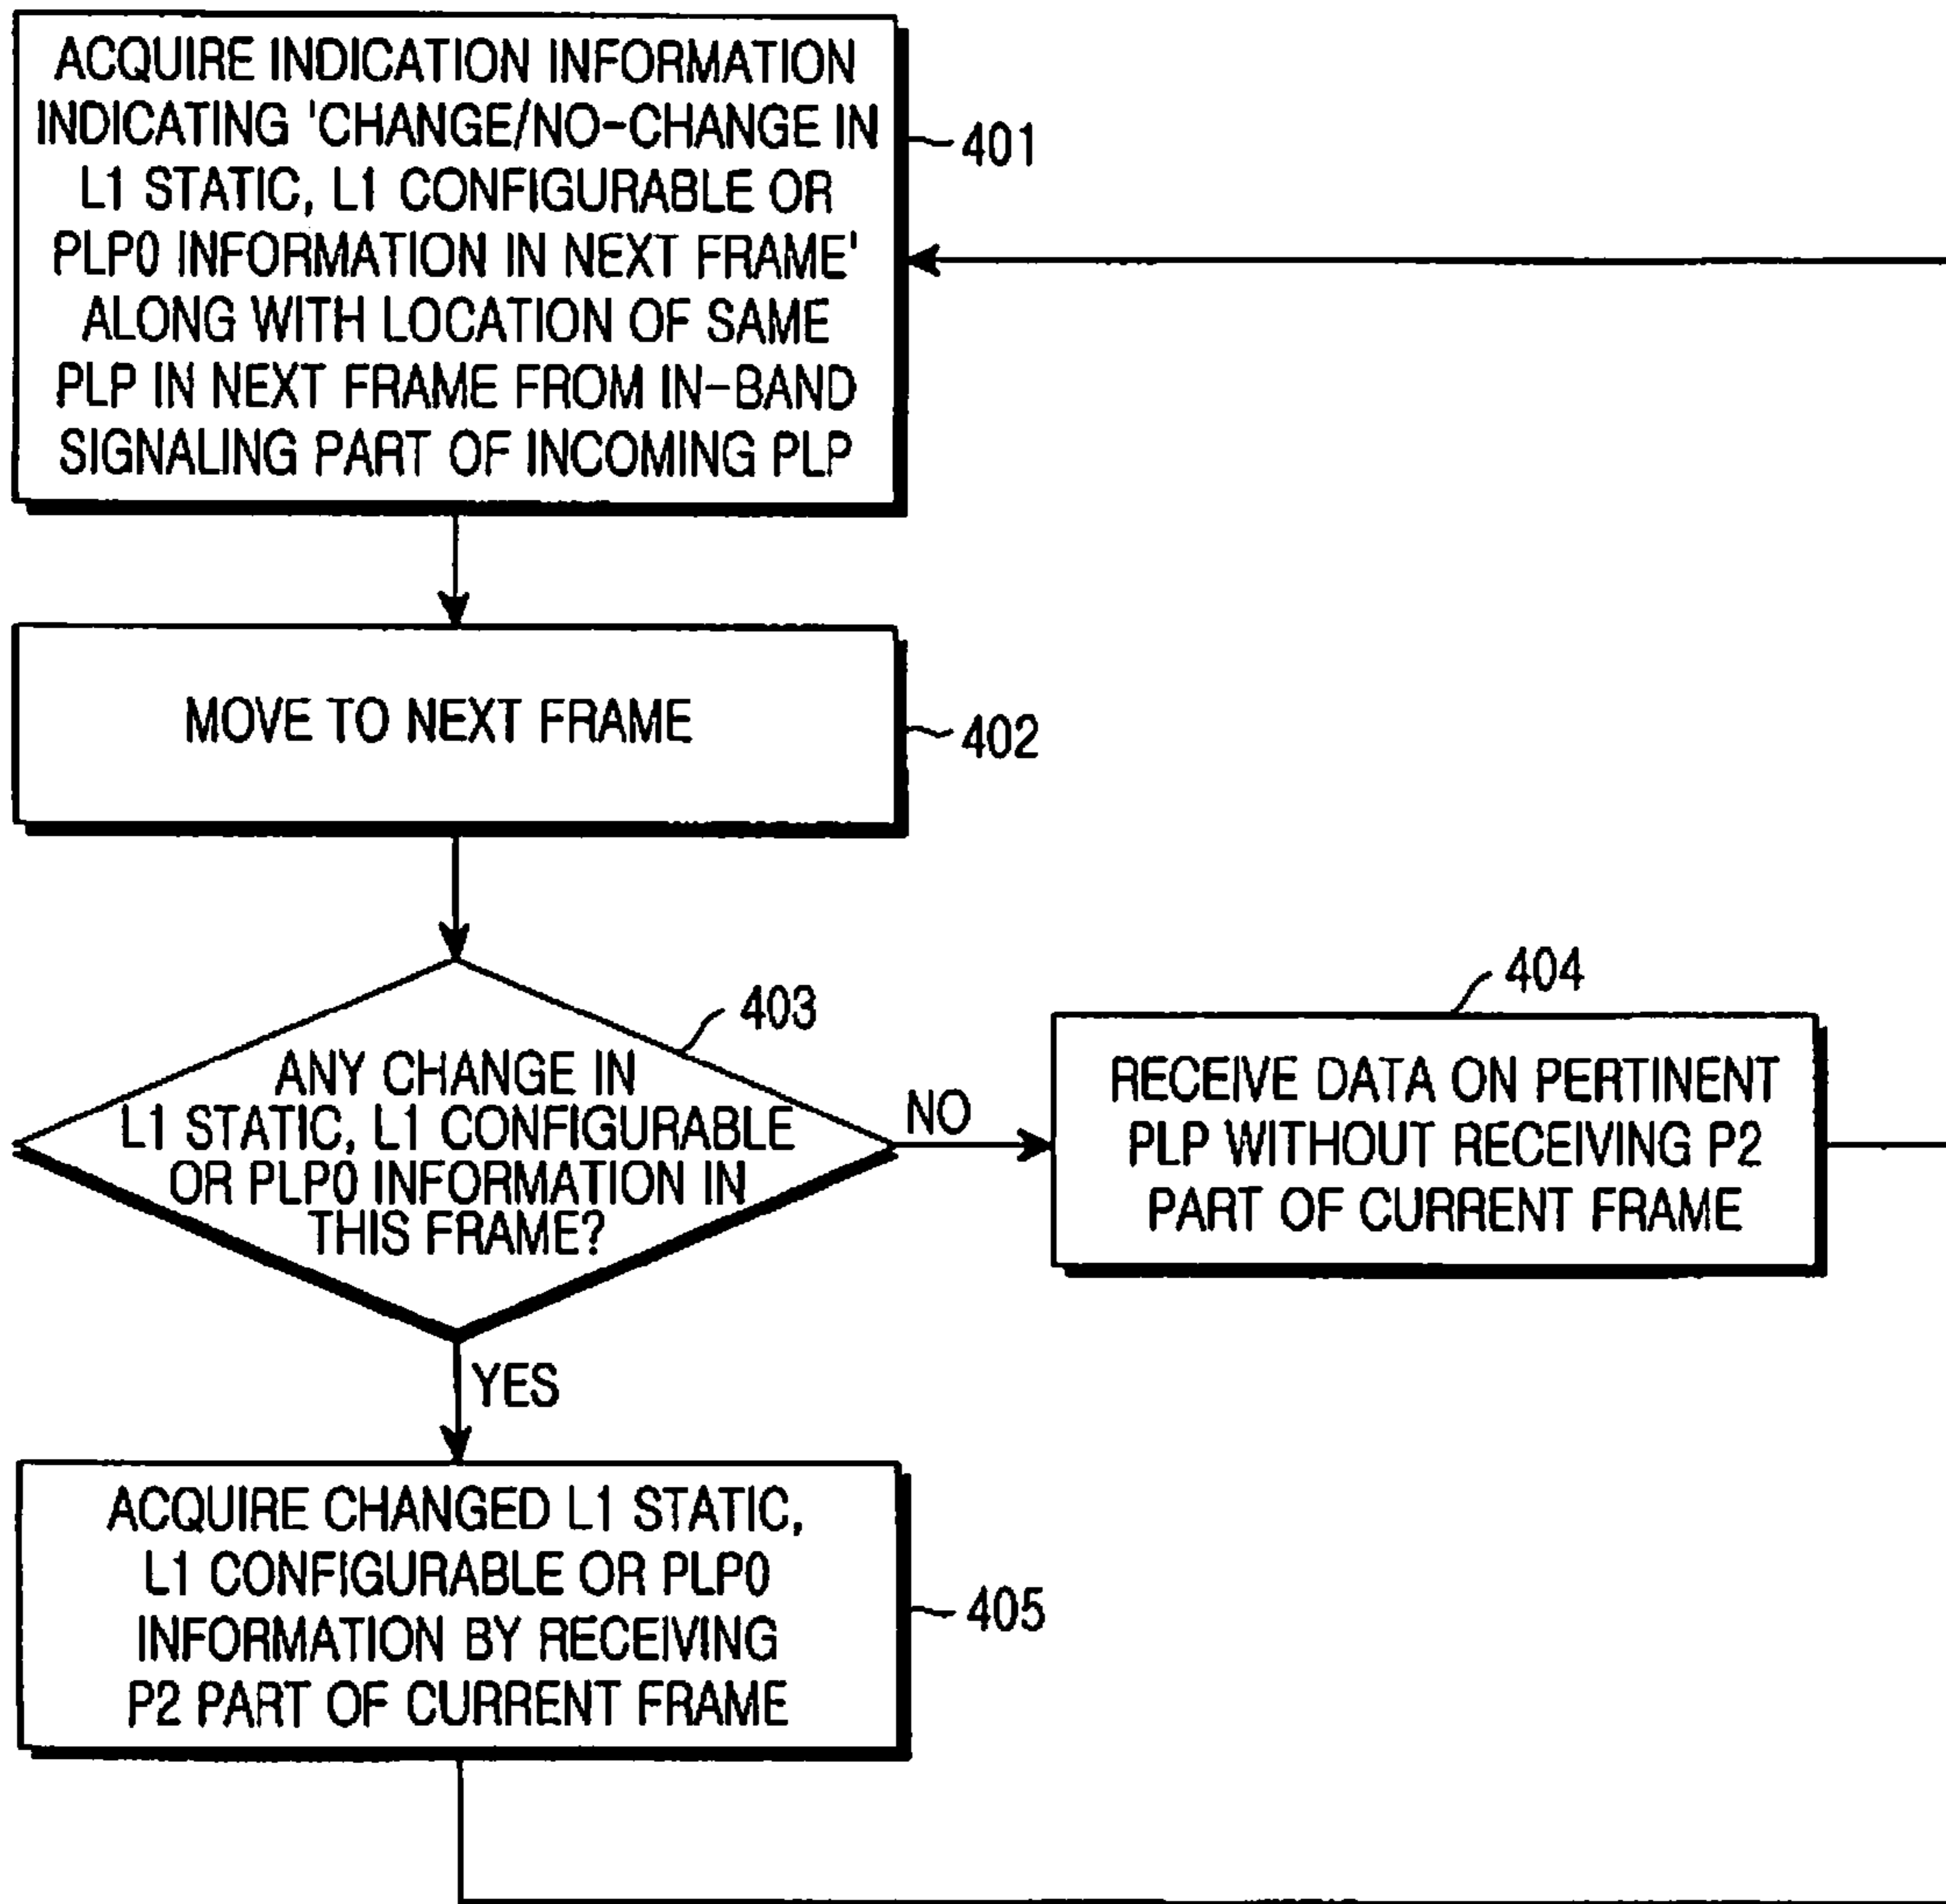 ACQUIRE INDICATION INFORMATION
INDICATING 'CHANGE/NO-CHANGE IN
L1 STATIC, L1 CONFIGURABLE OR
PLP0 INFORMATION IN NEXT FRAME'
ALONG WITH LOCATION OF SAME
PLP IN NEXT FRAME FROM IN-BAND
SIGNALING PART OF INCOMING PLP
401
MOVE TO NEXT FRAME
402
403
ANY CHANGE IN
L1 STATIC, L1 CONFIGURABLE
OR PLP0 INFORMATION IN
THIS FRAME?
NO
404
RECEIVE DATA ON PERTINENT
PLP WITHOUT RECEIVING P2
PART OF CURRENT FRAME
YES
ACQUIRE CHANGED L1 STATIC,
L1 CONFIGURABLE OR PLP0
INFORMATION BY RECEIVING
P2 PART OF CURRENT FRAME
405